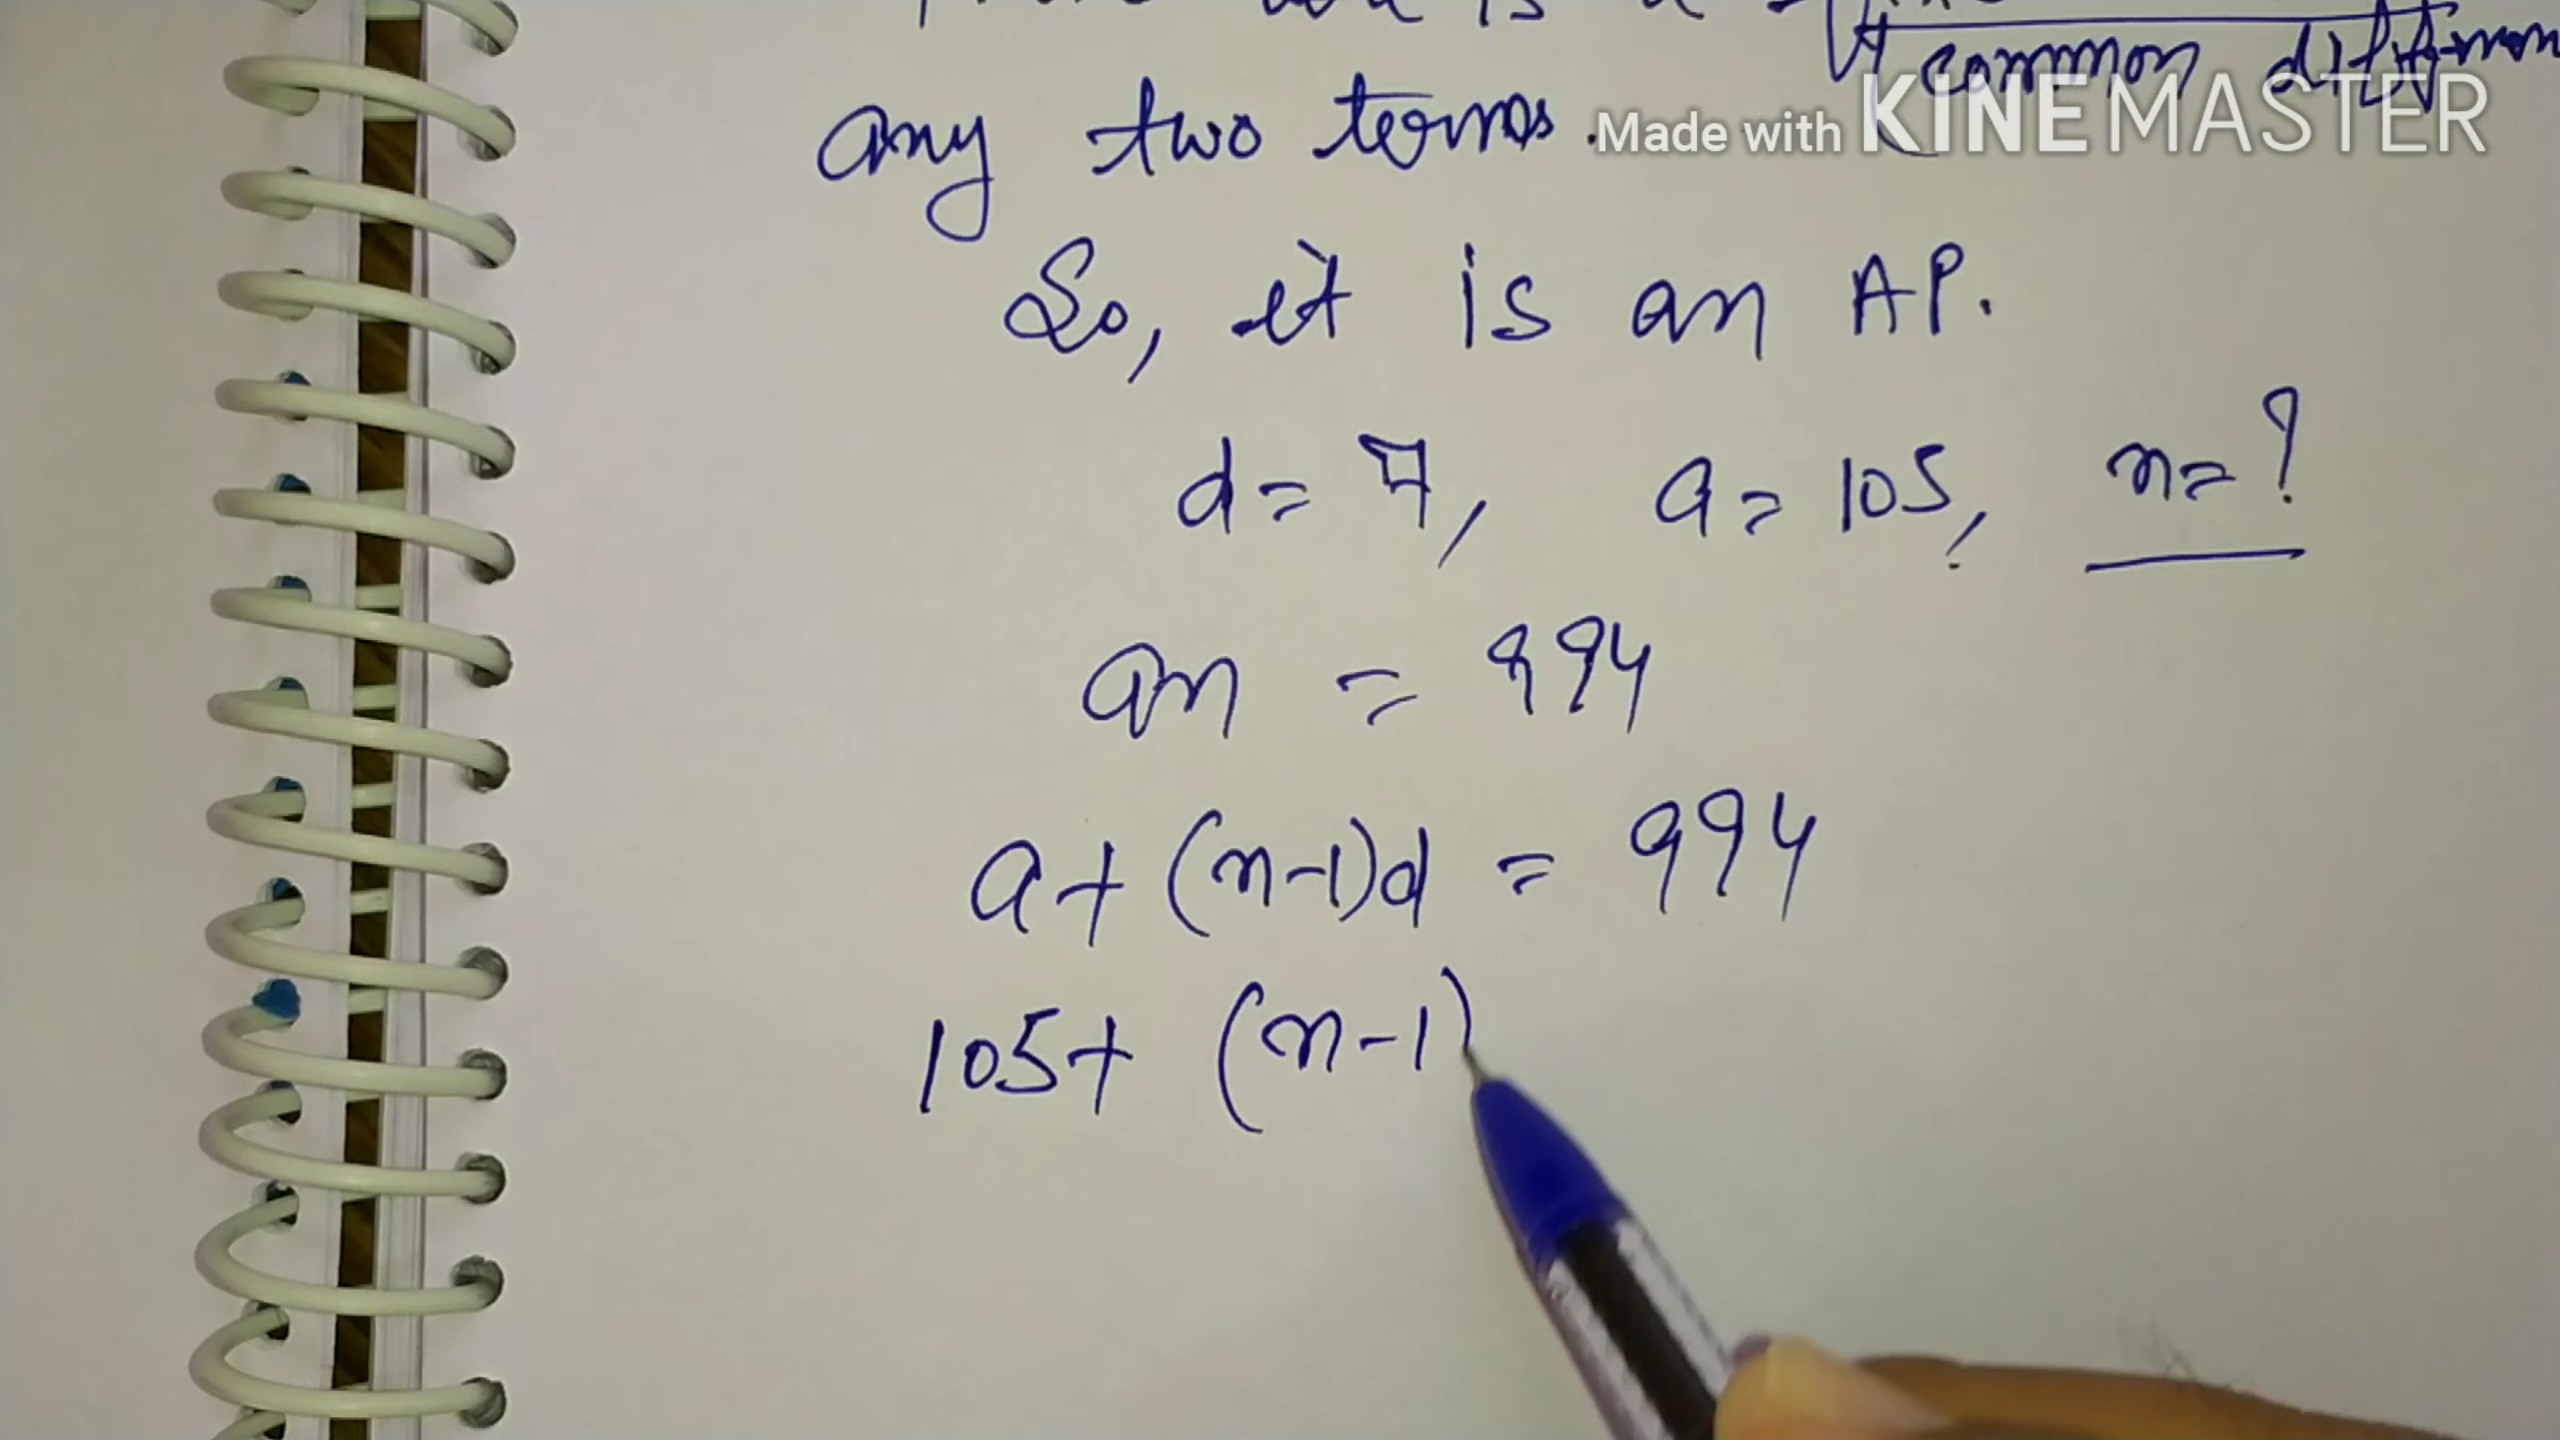 is a
common
any two terms.
Made with KINEMASTER
So, it is an AP.
d = 7, a = 105, n = ?
an = 994
a + (n-1)d = 994
105 + (n-1)